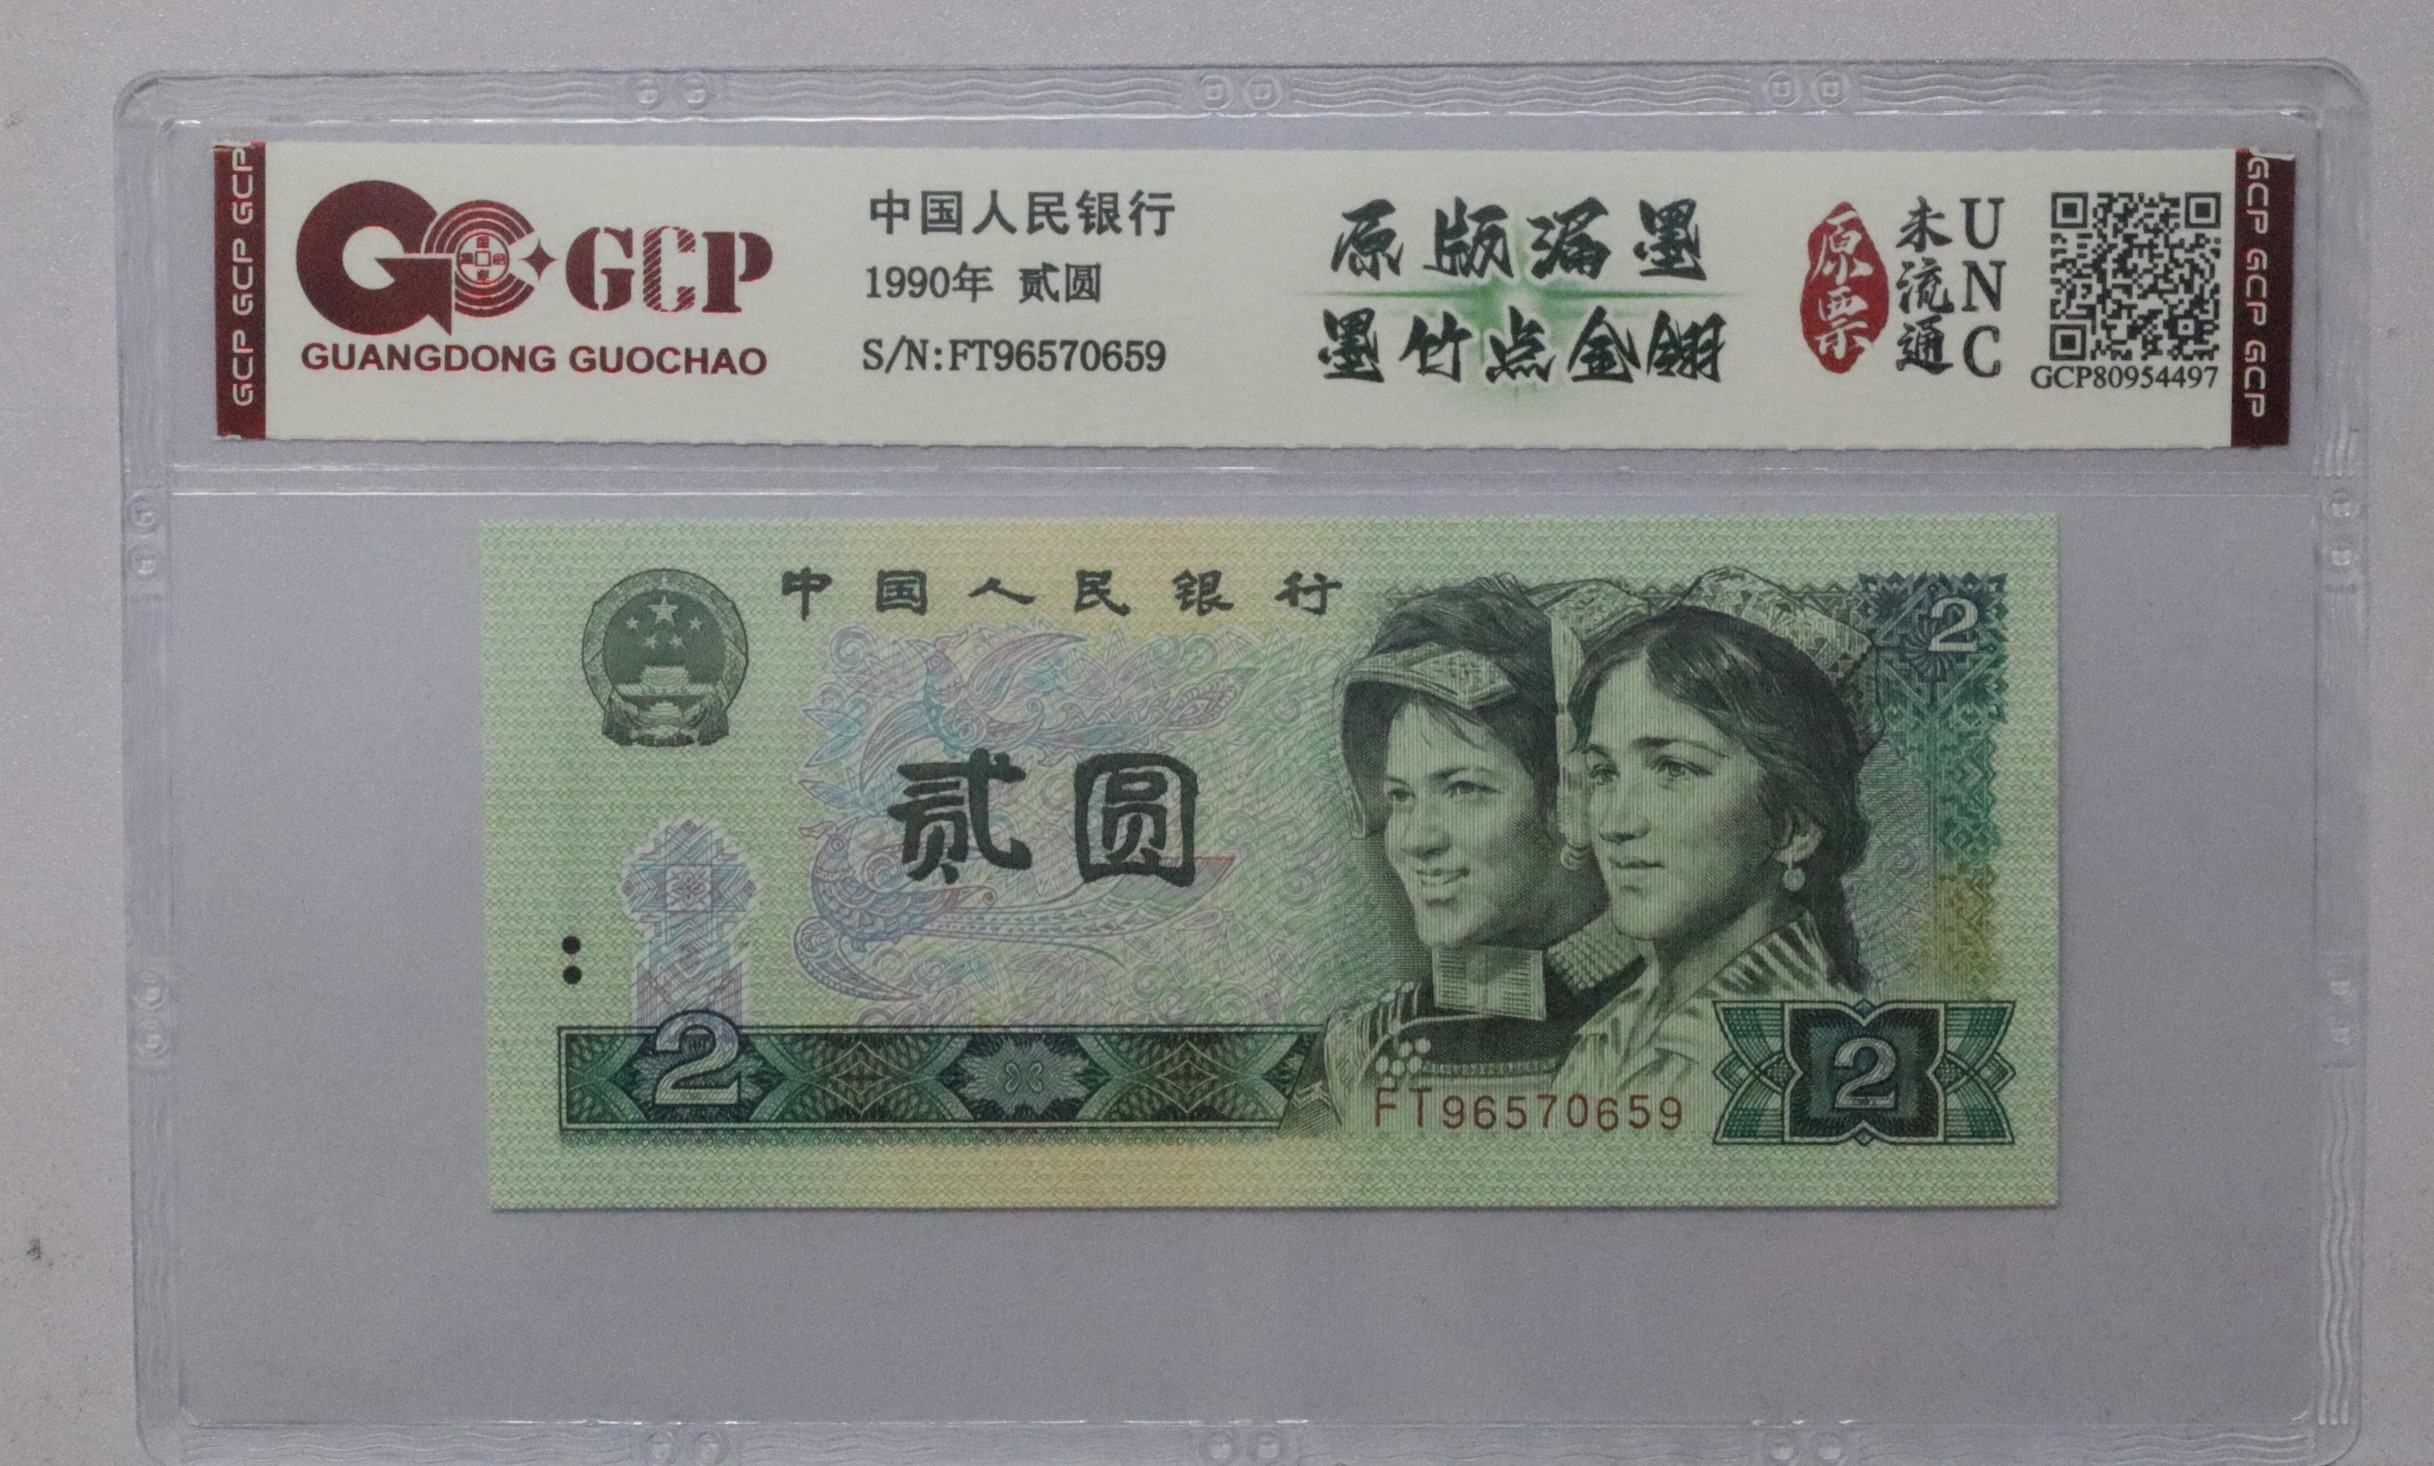 GCP GCP GCP
GCP
GUANGDONG GUOCHAO
中国人民银行
1990年 贰圆
S/N:FT96570659
原版漏墨
墨竹点金翎
原票
未流通
UNC
GCP80954497
GCP GCP GCP
中国人民银行
2
贰圆
2
FT96570659
2